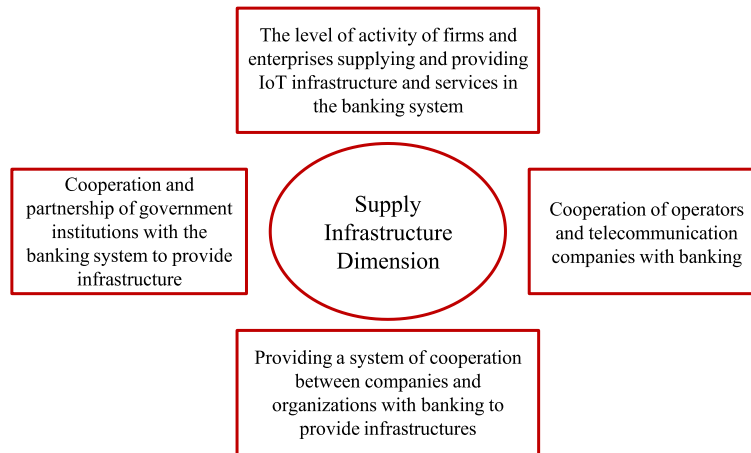 The level of activity of firms and
enterprises supplying and providing
IoT infrastructure and services in
the banking system
Cooperation and
partnership of government
institutions with the
banking system to provide
infrastructure
Supply
Infrastructure
Dimension
Cooperation of operators
and telecommunication
companies with banking
Providing a system of cooperation
between companies and
organizations with banking to
provide infrastructures